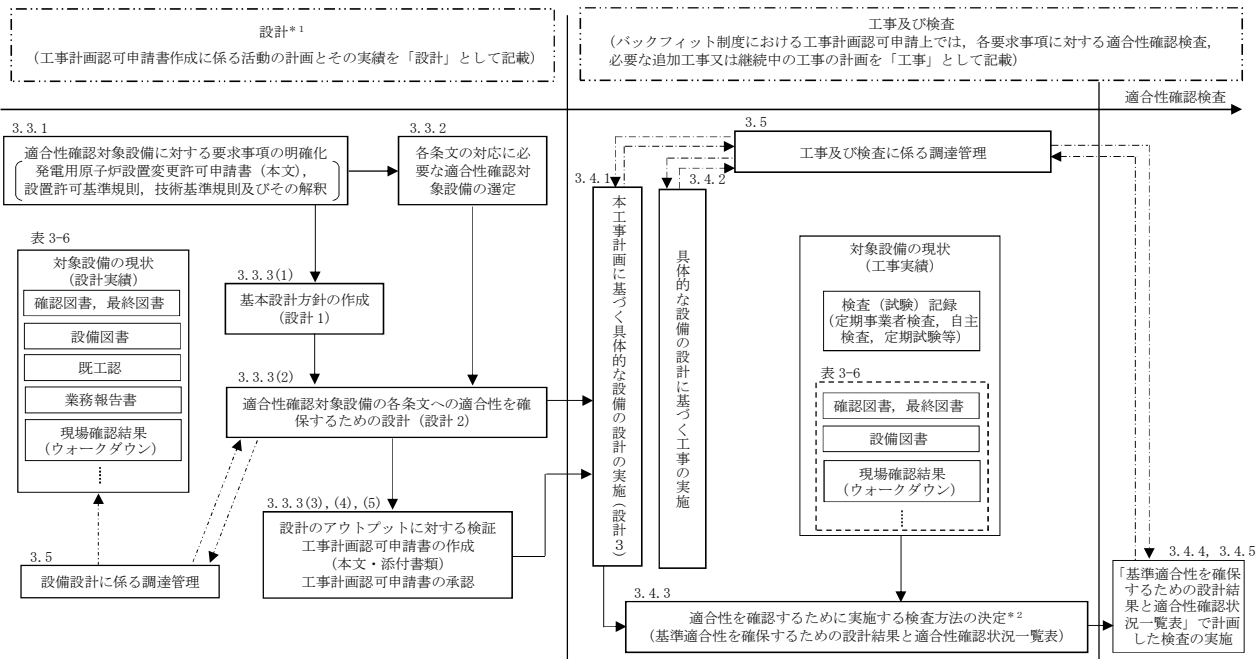 設計*1
(工事計画認可申請書作成に係る活動の計画とその実績を「設計」として記載)
工事及び検査
(バックフィット制度における工事計画認可申請上では，各要求事項に対する適合性確認検査，
必要な追加工事又は継続中の工事の計画を「工事」として記載)
適合性確認検査
3.3.1
適合性確認対象設備に対する要求事項の明確化
発電用原子炉設置変更許可申請書（本文），
設置許可基準規則，技術基準規則及びその解釈
3.3.2
各条文の対応に必
要な適合性確認対
象設備の選定
表 3-6
対象設備の現状
(設計実績)
確認図書，最終図書
設備図書
既工認
業務報告書
現場確認結果
(ウォークダウン)
3.3.3(1)
基本設計方針の作成
(設計 1)
3.3.3(2)
適合性確認対象設備の各条文への適合性を確
保するための設計（設計 2）
3.3.3(3), (4), (5)
設計のアウトプットに対する検証
工事計画認可申請書の作成
(本文・添付書類)
工事計画認可申請書の承認
3.5
設備設計に係る調達管理
3.5
工事及び検査に係る調達管理
3.4.1
本工事計画に基づく具体的な設備の設計の実施（設計 3）
3.4.2
具体的な設備の設計に基づく工事の実施
対象設備の現状
(工事実績)
検査（試験）記録
(定期事業者検査，自主
検査，定期試験等)
表 3-6
確認図書，最終図書
設備図書
現場確認結果
(ウォークダウン)
3.4.3
適合性を確認するために実施する検査方法の決定*2
(基準適合性を確保するための設計結果と適合性確認状況一覧表)
3.4.4, 3.4.5
「基準適合性を確保
するための設計結
果と適合性確認状
況一覧表」で計画
した検査の実施